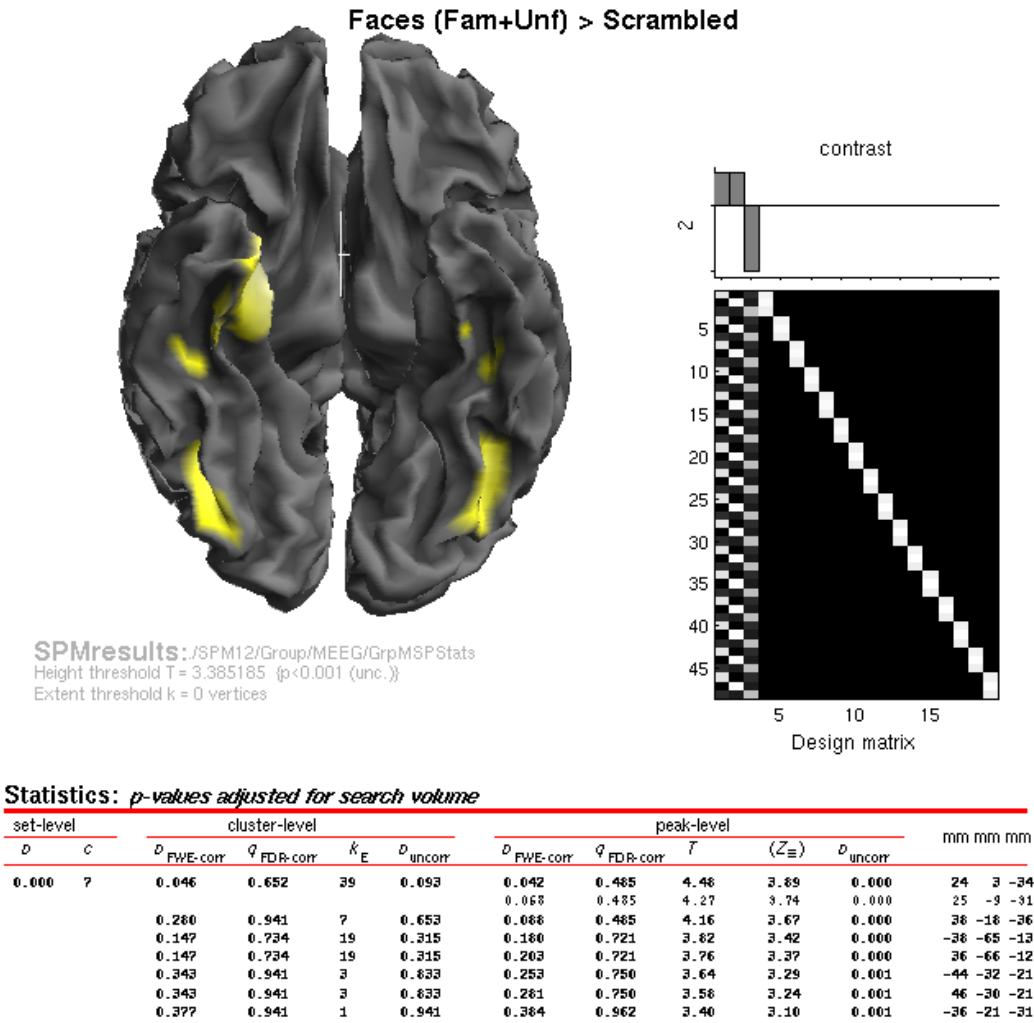 Faces (Fam+Unf) > Scrambled
contrast
2
5
10
15
20
25
30
35
40
45
5 10 15
Design matrix
SPMresults: ./SPM12/Group/MEEG/GrpMSPStats
Height threshold T = 3.385185 {p<0.001 (unc.)}
Extent threshold k = 0 vertices
Statistics: p-values adjusted for search volume
set-level cluster-level peak-level mm mm mm
p c p FWE-corr q FDR-corr k E p uncorr p FWE-corr q FDR-corr T (Z≡) p uncorr
0.000 7 0.046 0.652 39 0.093 0.042 0.485 4.48 3.89 0.000 24 3 -34
0.068 0.485 4.27 3.74 0.000 25 -9 -31
0.280 0.941 7 0.653 0.088 0.485 4.16 3.67 0.000 38 -18 -36
0.147 0.734 19 0.315 0.180 0.721 3.82 3.42 0.000 -38 -65 -13
0.147 0.734 19 0.315 0.203 0.721 3.76 3.37 0.000 36 -66 -12
0.343 0.941 3 0.833 0.253 0.750 3.64 3.29 0.001 -44 -32 -21
0.343 0.941 3 0.833 0.281 0.750 3.58 3.24 0.001 46 -30 -21
0.377 0.941 1 0.941 0.384 0.962 3.40 3.10 0.001 -36 -21 -31